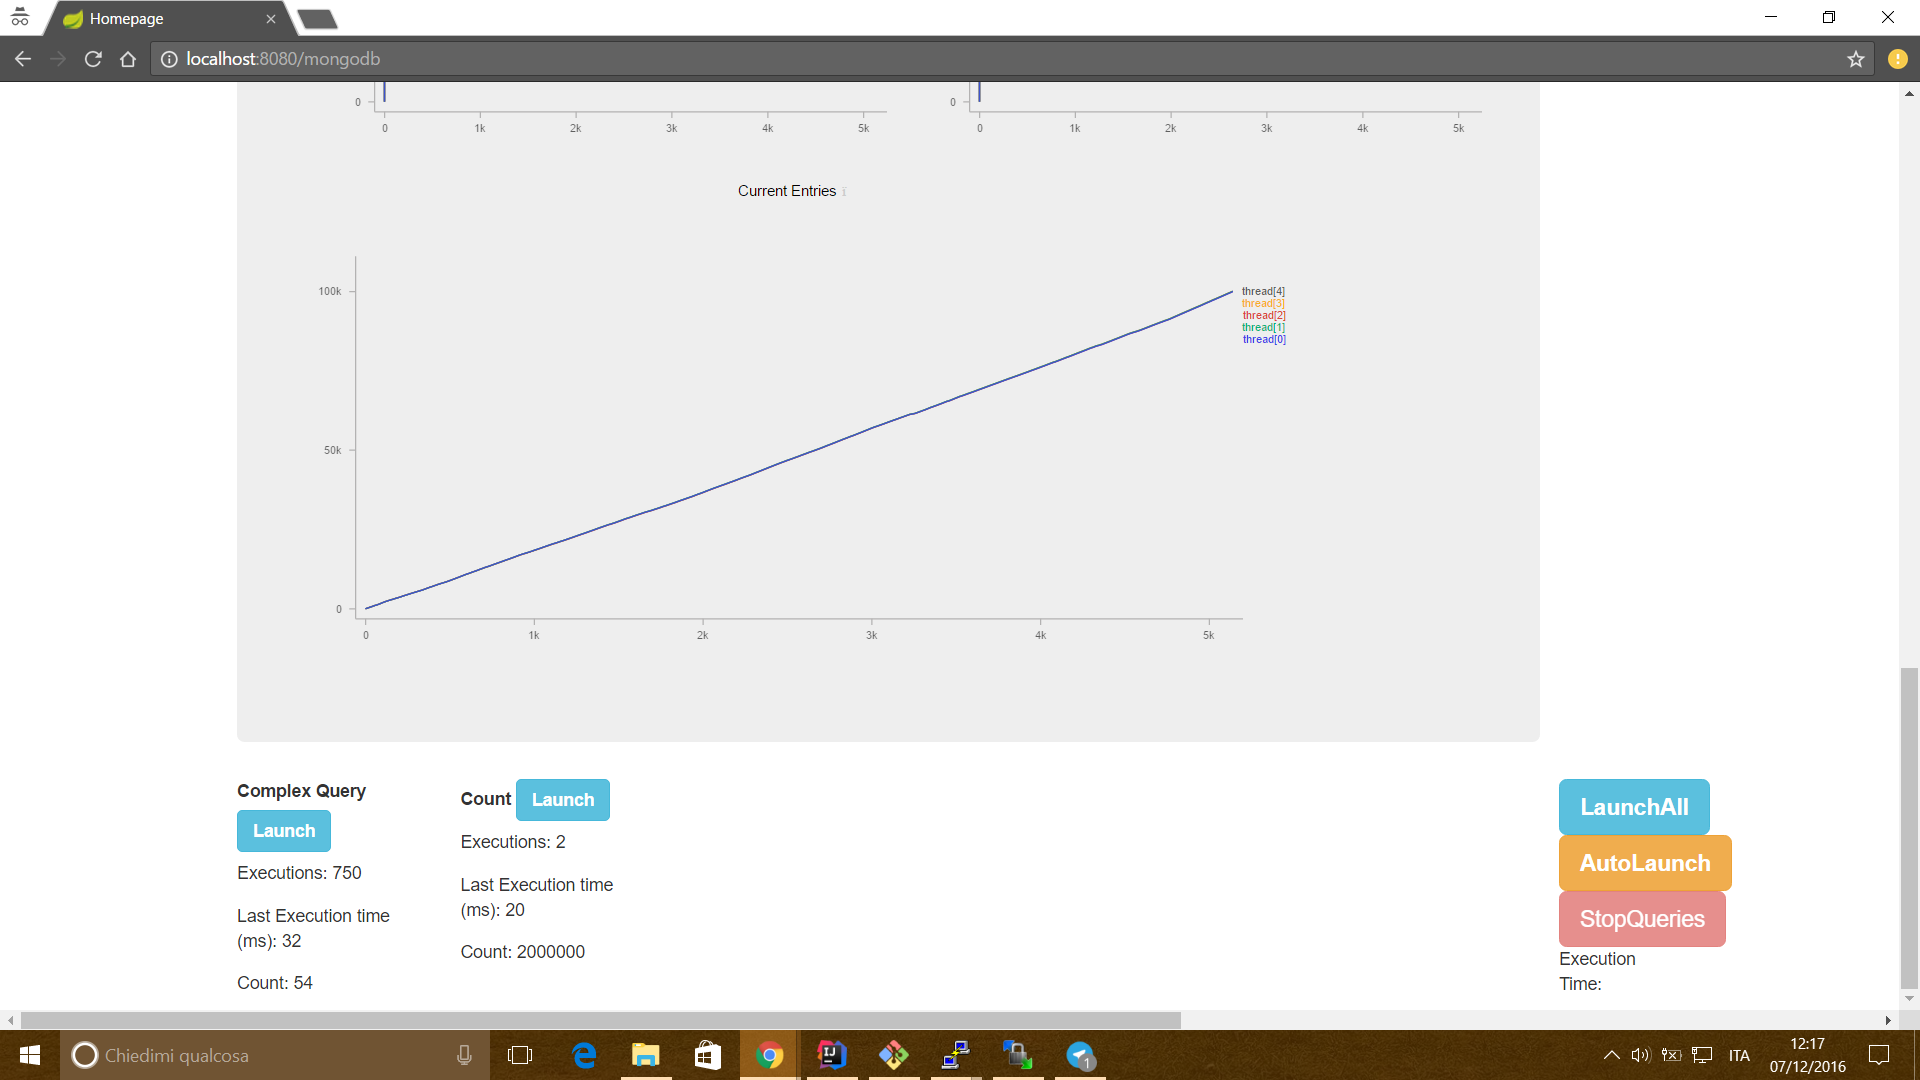 Homepage
localhost:8080/mongodb
0
0
0 1k 2k 3k 4k 5k
0 1k 2k 3k 4k 5k
Current Entries
100k
50k
0
0 1k 2k 3k 4k 5k
thread[4]
thread[3]
thread[2]
thread[1]
thread[0]
Complex Query
Launch
Executions: 750
Last Execution time
(ms): 32
Count: 54
Count Launch
Executions: 2
Last Execution time
(ms): 20
Count: 2000000
LaunchAll
AutoLaunch
StopQueries
Execution
Time:
Chiedimi qualcosa
1
ITA
12:17
07/12/2016